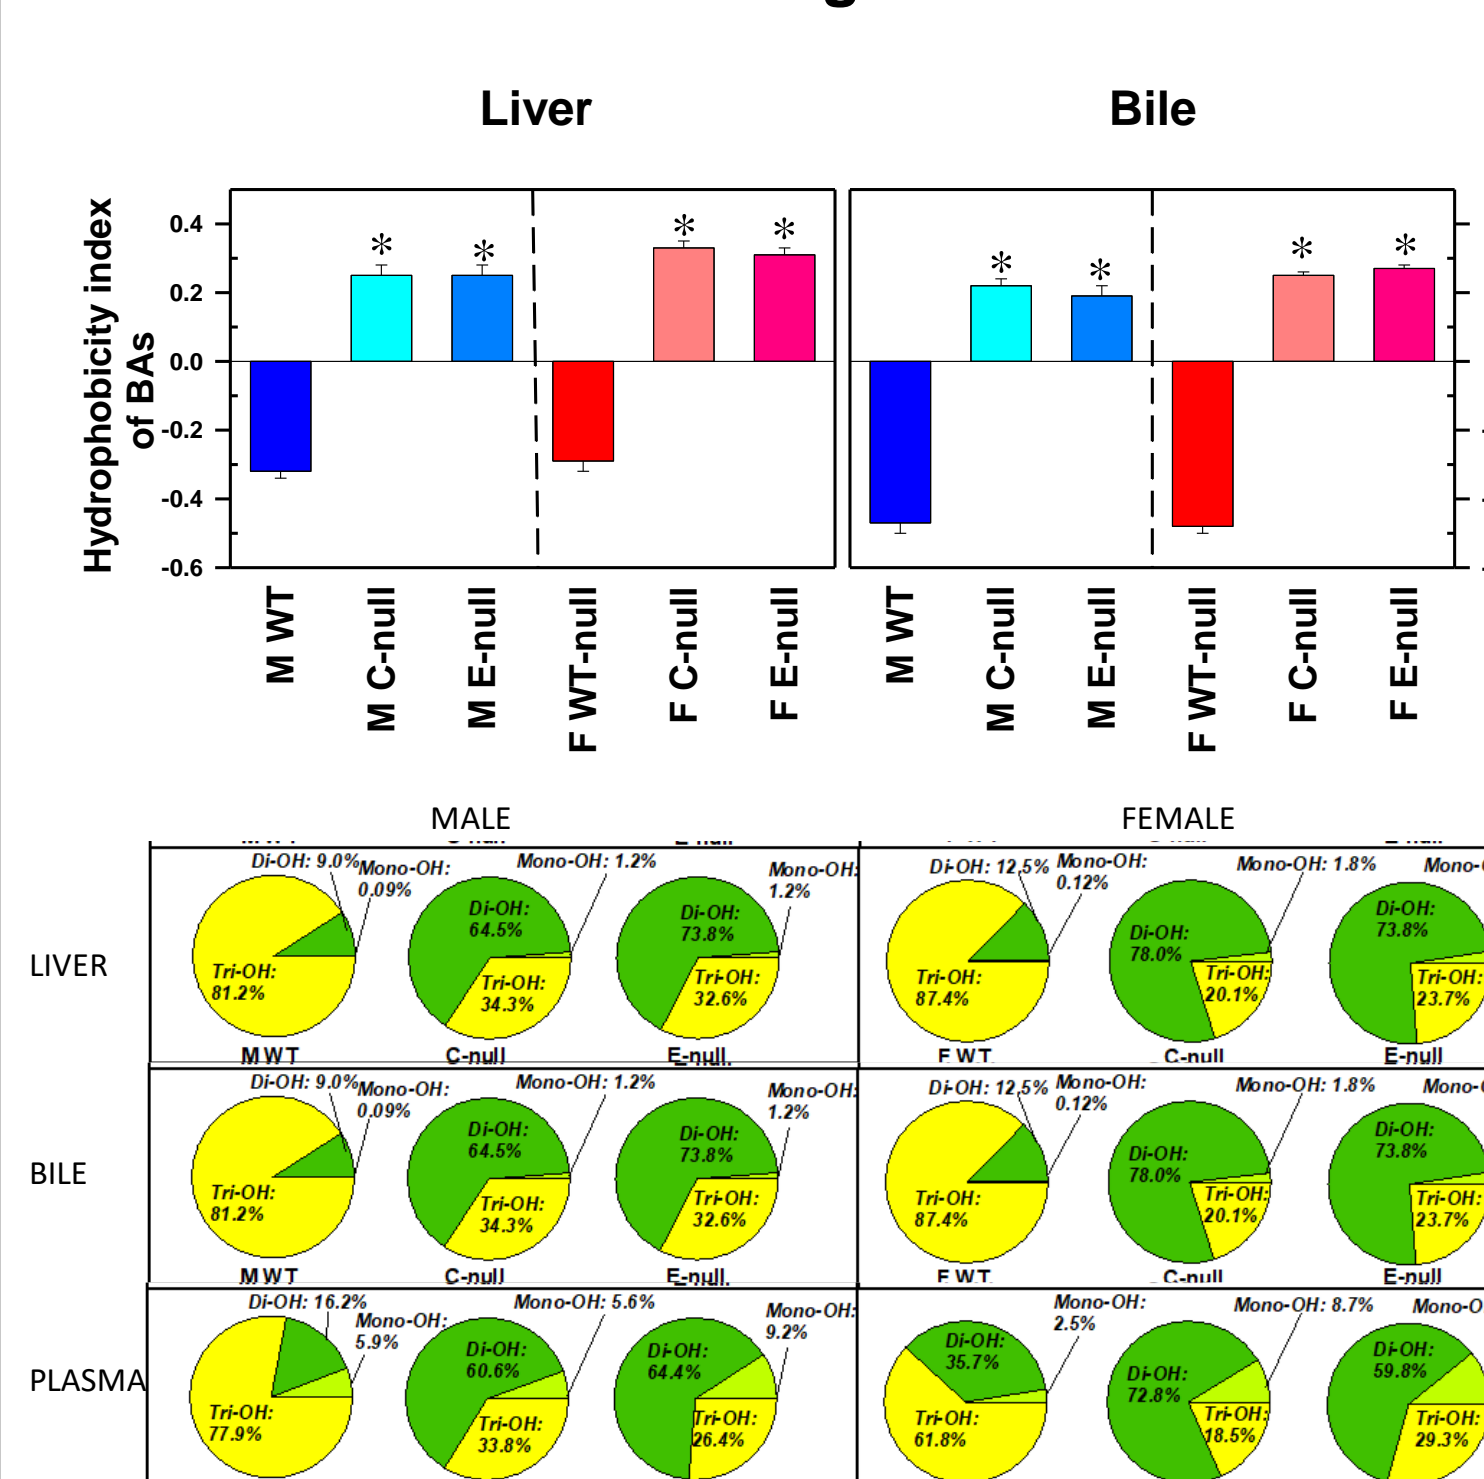 g
Liver
Bile
Hydrophobicity index
of BAs
0.4
0.2
0.0
-0.2
-0.4
-0.6
*
*
*
*
*
*
*
*
M WT
M C-null
M E-null
F WT-null
F C-null
F E-null
M WT
M C-null
M E-null
F WT-null
F C-null
F E-null
MALE
FEMALE
LIVER
Di-OH: 9.0%
Mono-OH:
0.09%
Tri-OH:
81.2%
M WT
Mono-OH: 1.2%
Di-OH:
64.5%
Tri-OH:
34.3%
C-null
Mono-OH:
1.2%
Di-OH:
73.8%
Tri-OH:
32.6%
E-null
Di-OH: 12.5%
Mono-OH:
0.12%
Tri-OH:
87.4%
F WT
Mono-OH: 1.8%
Di-OH:
78.0%
Tri-OH:
20.1%
C-null
Mono-
Di-OH:
73.8%
Tri-OH:
23.7%
E-null
BILE
Di-OH: 9.0%
Mono-OH:
0.09%
Tri-OH:
81.2%
M WT
Mono-OH: 1.2%
Di-OH:
64.5%
Tri-OH:
34.3%
C-null
Mono-OH:
1.2%
Di-OH:
73.8%
Tri-OH:
32.6%
E-null
Di-OH: 12.5%
Mono-OH:
0.12%
Tri-OH:
87.4%
F WT
Mono-OH: 1.8%
Di-OH:
78.0%
Tri-OH:
20.1%
C-null
Mono-
Di-OH:
73.8%
Tri-OH:
23.7%
E-null
PLASMA
Di-OH: 16.2%
Mono-OH:
5.9%
Tri-OH:
77.9%
Mono-OH: 5.6%
Di-OH:
60.6%
Tri-OH:
33.8%
Mono-OH:
9.2%
Di-OH:
64.4%
Tri-OH:
26.4%
Mono-OH:
2.5%
Di-OH:
35.7%
Tri-OH:
61.8%
Mono-OH: 8.7%
Di-OH:
72.8%
Tri-OH:
18.5%
Mono-O
Di-OH:
59.8%
Tri-OH:
29.3%